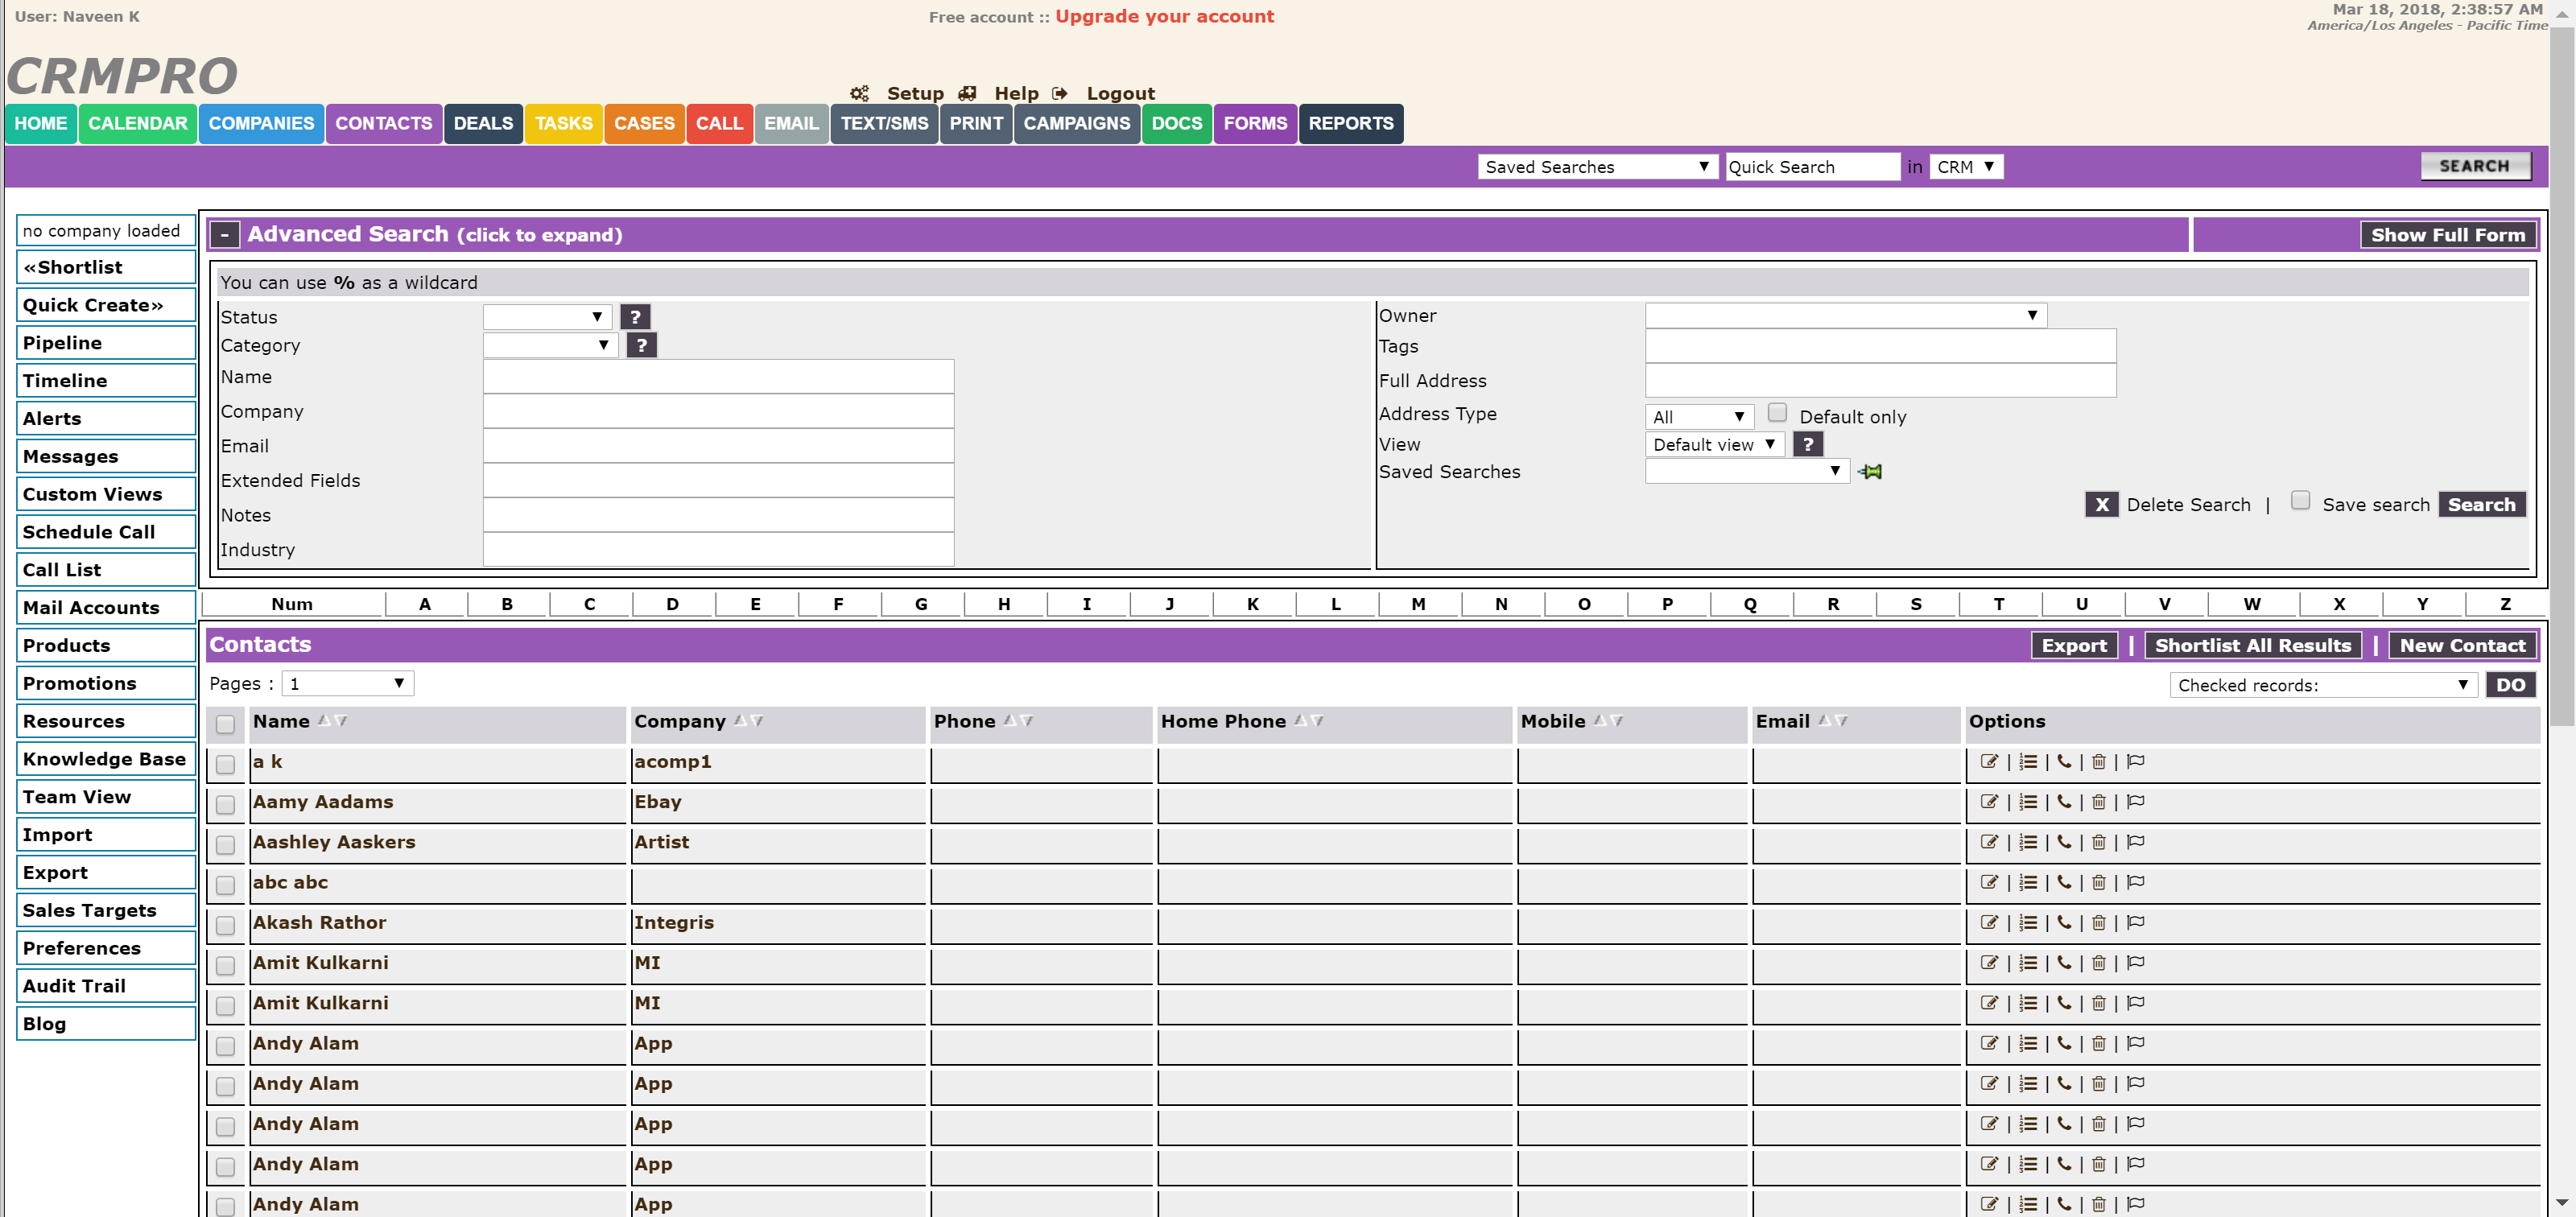 User: Naveen K
Free account :: Upgrade your account
Mar 18, 2018, 2:38:57 AM
America/Los Angeles - Pacific Time
CRMPRO
Setup Help Logout
HOME CALENDAR COMPANIES CONTACTS DEALS TASKS CASES CALL EMAIL TEXT/SMS PRINT CAMPAIGNS DOCS FORMS REPORTS
Saved Searches Quick Search in CRM SEARCH
no company loaded
«Shortlist
Quick Create»
Pipeline
Timeline
Alerts
Messages
Custom Views
Schedule Call
Call List
Mail Accounts
Products
Promotions
Resources
Knowledge Base
Team View
Import
Export
Sales Targets
Preferences
Audit Trail
Blog
- Advanced Search (click to expand) Show Full Form
You can use % as a wildcard
Status ?
Category ?
Name
Company
Email
Extended Fields
Notes
Industry
Owner
Tags
Full Address
Address Type All Default only
View Default view ?
Saved Searches
X Delete Search | Save search Search
Num A B C D E F G H I J K L M N O P Q R S T U V W X Y Z
Contacts Export | Shortlist All Results | New Contact
Pages : 1 Checked records: DO
Name Company Phone Home Phone Mobile Email Options
a k acomp1 | | | |
Aamy Aadams Ebay | | | |
Aashley Aaskers Artist | | | |
abc abc | | | |
Akash Rathor Integris | | | |
Amit Kulkarni MI | | | |
Amit Kulkarni MI | | | |
Andy Alam App | | | |
Andy Alam App | | | |
Andy Alam App | | | |
Andy Alam App | | | |
Andy Alam App | | | |